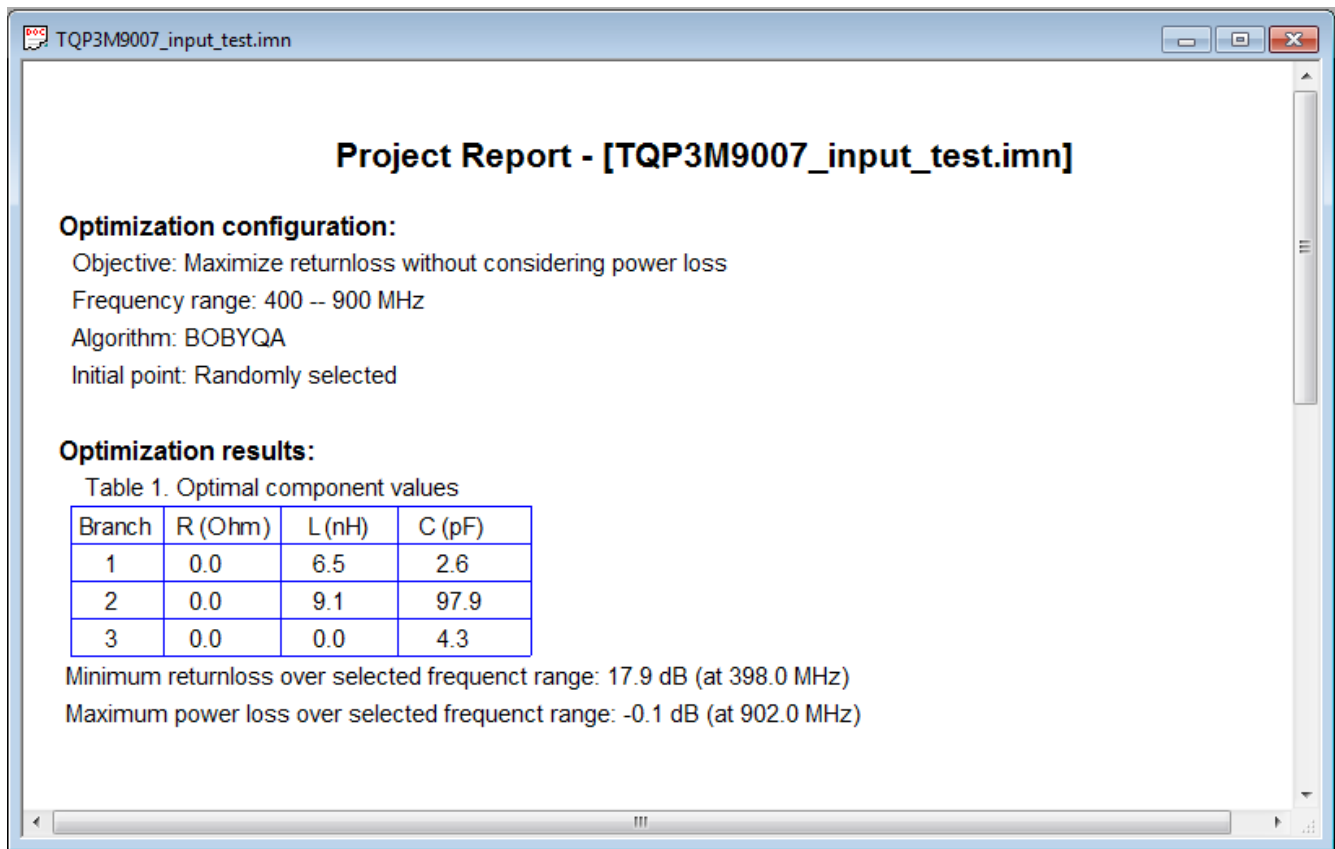 TQP3M9007_input_test.imn
Project Report - [TQP3M9007_input_test.imn]
Optimization configuration:
Objective: Maximize returnloss without considering power loss
Frequency range: 400 -- 900 MHz
Algorithm: BOBYQA
Initial point: Randomly selected
Optimization results:
Table 1. Optimal component values
Branch R (Ohm) L (nH) C (pF)
1 0.0 6.5 2.6
2 0.0 9.1 97.9
3 0.0 0.0 4.3
Minimum returnloss over selected frequenct range: 17.9 dB (at 398.0 MHz)
Maximum power loss over selected frequenct range: -0.1 dB (at 902.0 MHz)